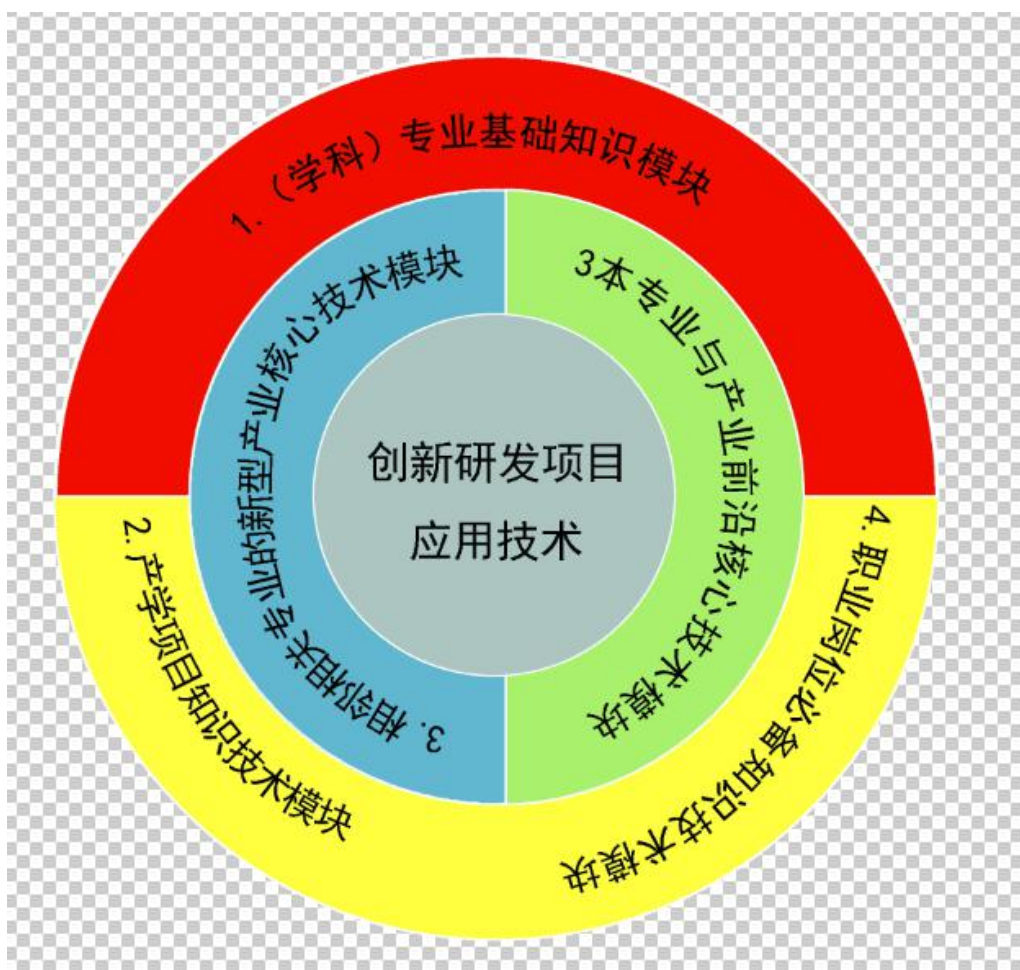 1.（学科）专业基础知识模块
3. 相邻相关专业的新型产业核心技术模块
3本专业与产业前沿核心技术模块
创新研发项目
应用技术
2. 产学项目知识技术模块
4. 职业岗位必备知识技术模块